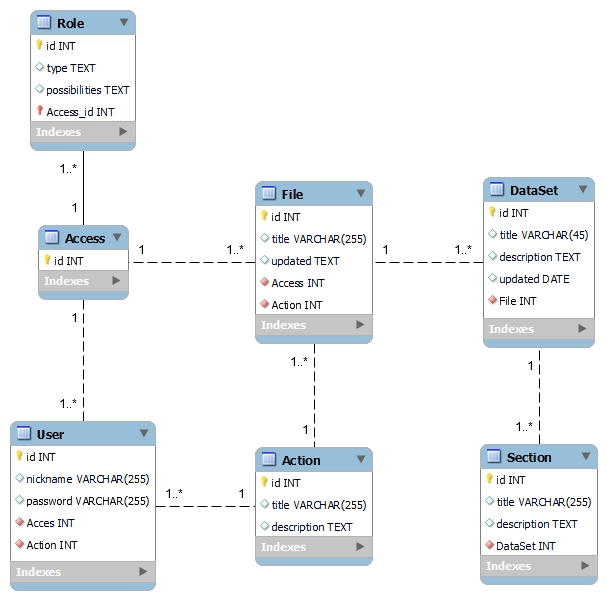 Role
id INT
type TEXT
possibilities TEXT
Access_id INT
Indexes
1..*
1
Access
id INT
Indexes
1
1..*
File
id INT
title VARCHAR(255)
updated TEXT
Access INT
Action INT
Indexes
1
1..*
DataSet
id INT
title VARCHAR(45)
description TEXT
updated DATE
File INT
Indexes
1
1..*
1..*
1
1
1..*
User
id INT
nickname VARCHAR(255)
password VARCHAR(255)
Acces INT
Action INT
Indexes
1..*
1
Action
id INT
title VARCHAR(255)
description TEXT
Indexes
Section
id INT
title VARCHAR(255)
description TEXT
DataSet INT
Indexes